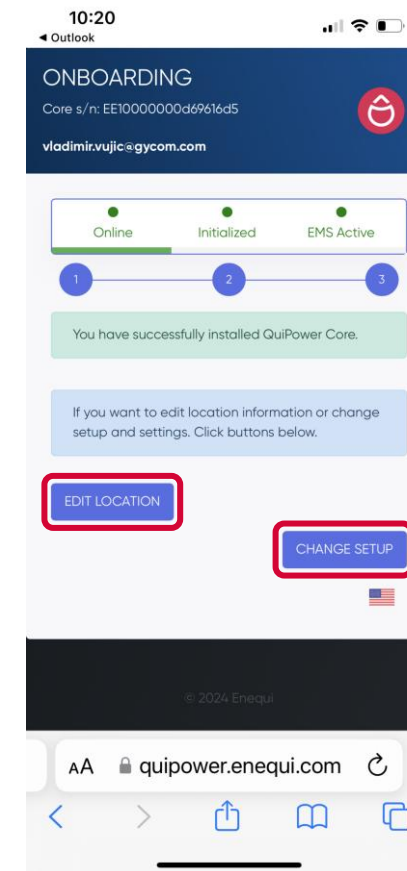 10:20
◄ Outlook
ONBOARDING
Core s/n: EE10000000d69616d5
vladimir.vujic@gycom.com
Online Initialized EMS Active
1 2 3
You have successfully installed QuiPower Core.
If you want to edit location information or change
setup and settings. Click buttons below.
EDIT LOCATION
CHANGE SETUP
© 2024 Enequi
AA quipower.enequi.com